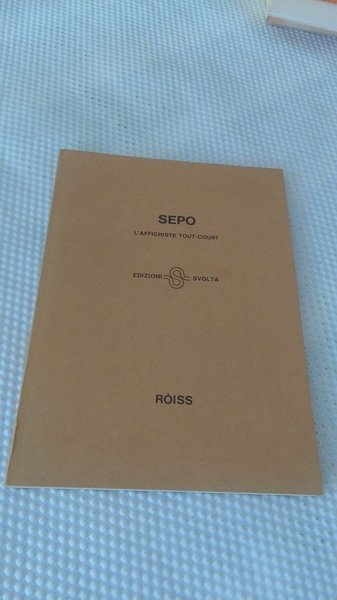 SEPO
L'AFFICHISTE TOUT-COURT
EDIZIONI S SVOLTA
RÓISS